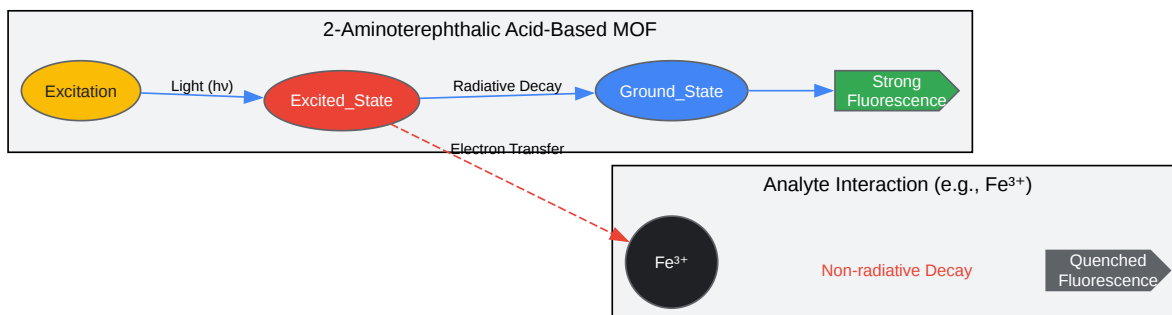 2-Aminoterephthalic Acid-Based MOF
Excitation
Light (hν)
Excited_State
Radiative Decay
Ground_State
Strong
Fluorescence
Electron Transfer
Analyte Interaction (e.g., Fe³⁺)
Fe³⁺
Non-radiative Decay
Quenched
Fluorescence